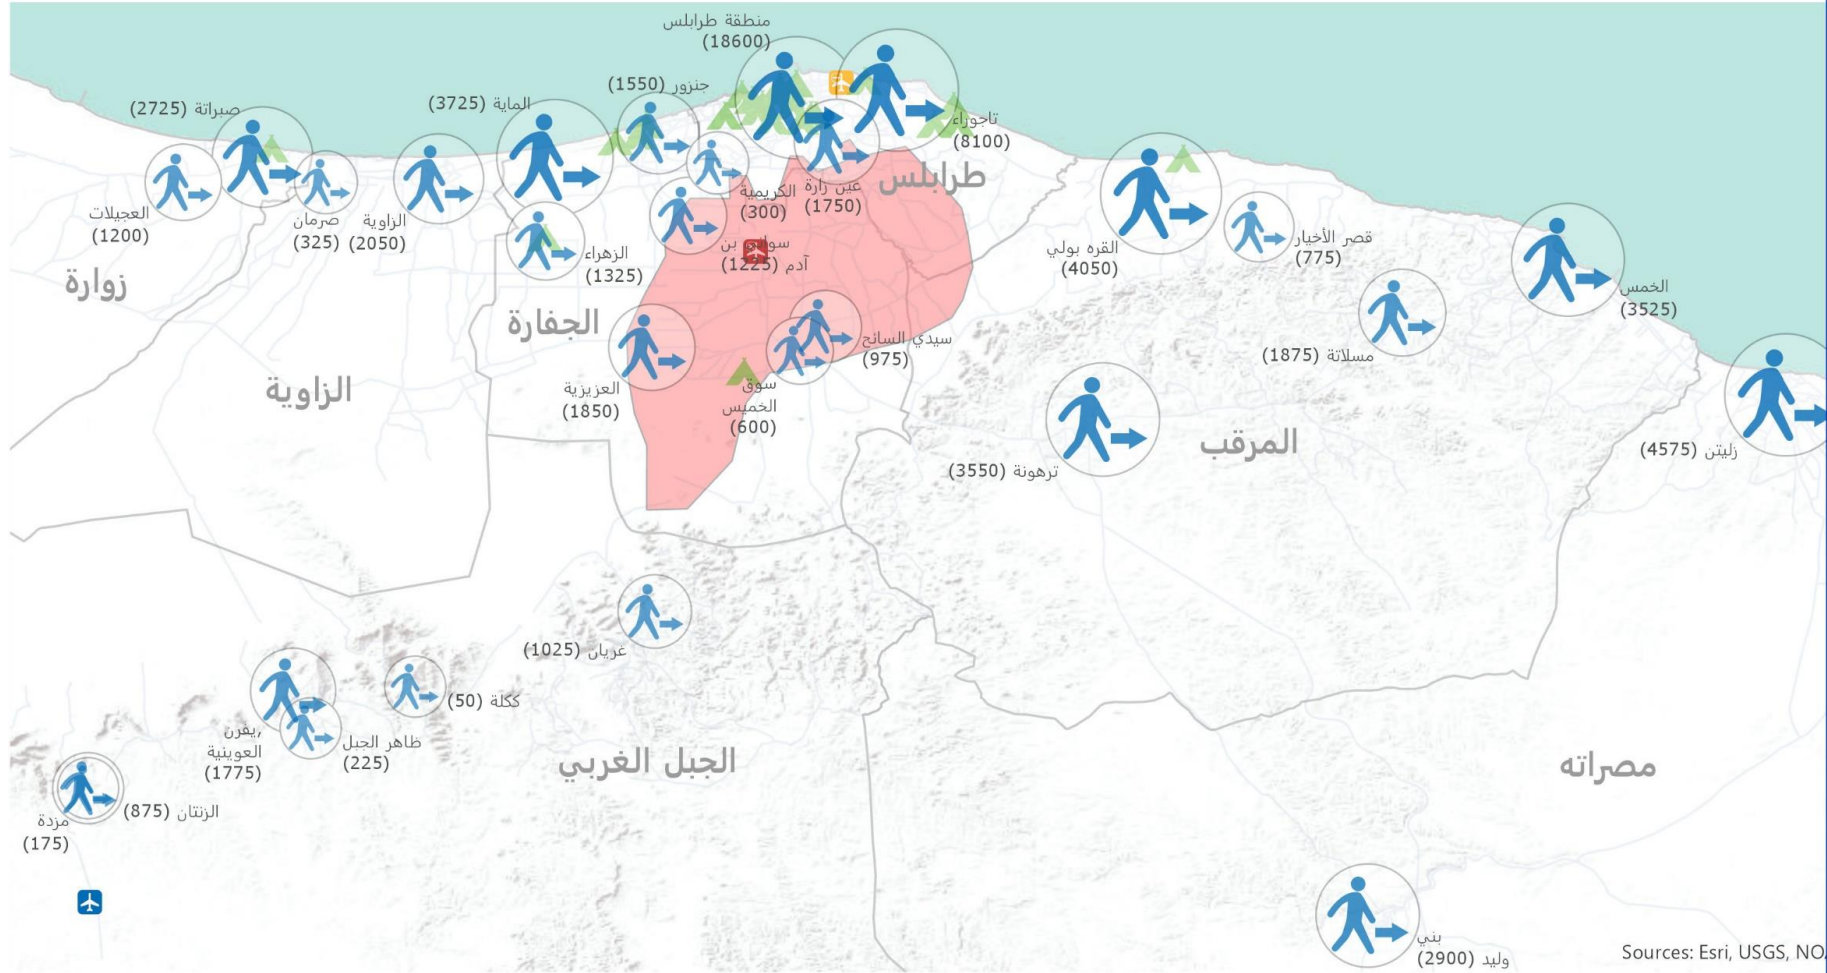 منطقة طرابلس
(18600)
جنزور (1550)
الماية (3725)
صبراتة (2725)
تاجوراء
(8100)
طرابلس
عين زارة
(1750)
الكريمية
(300)
العجيلات
(1200)
صرمان
(325)
الزاوية
(2050)
سواني بن
آدم (1225)
الزهراء
(1325)
القره بولي
(4050)
قصر الأخيار
(775)
الخمس
(3525)
زوارة
الجفارة
سيدي السائح
(975)
مسلاتة (1875)
الزاوية
العزيزية
(1850)
سوق
الخميس
(600)
المرقب
زليتن (4575)
ترهونة (3550)
غريان (1025)
ككلة (50)
يفرن,
العوينية
(1775)
ظاهر الجبل
(225)
الجبل الغربي
مصراته
الزنتان (875)
مزدة
(175)
بني
وليد (2900)
Sources: Esri, USGS, NO